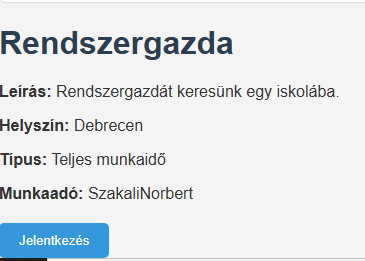 Rendszergazda
Leírás: Rendszergazdát keresünk egy iskolába.
Helyszín: Debrecen
Típus: Teljes munkaidő
Munkaadó: SzakaliNorbert
Jelentkezés